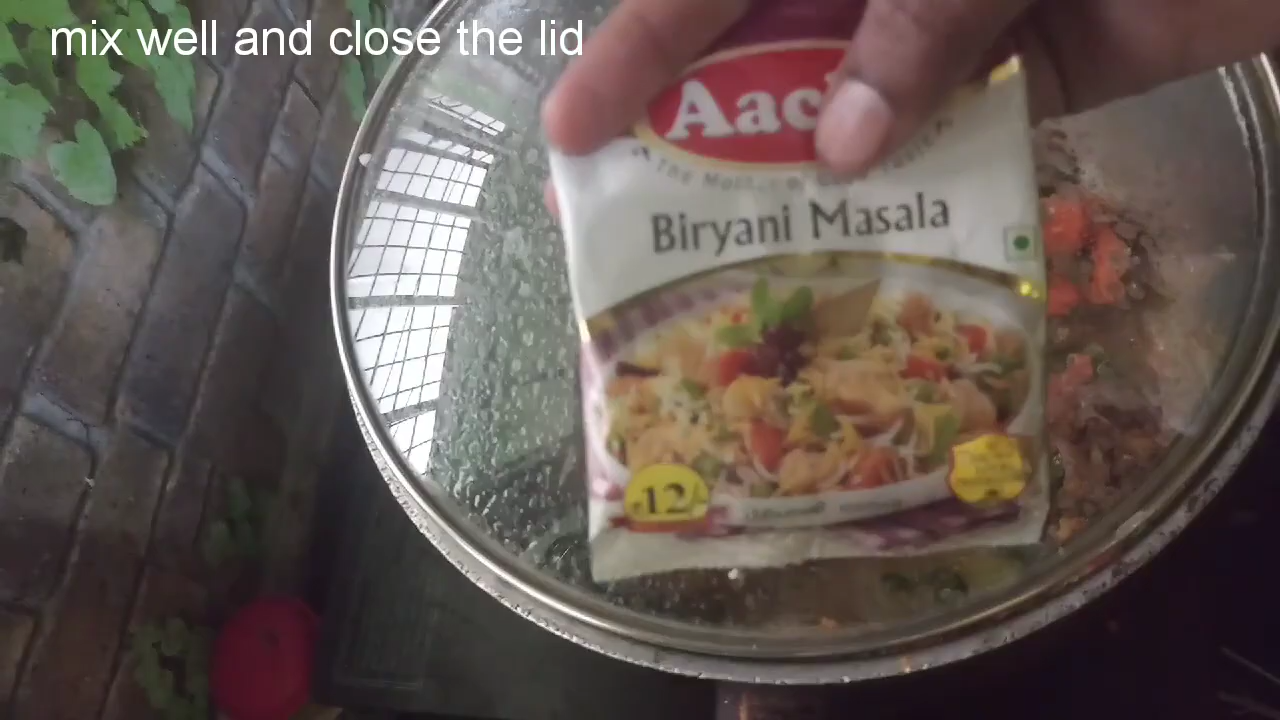 mix well and close the lid
Aac
Biryani Masala
12/-